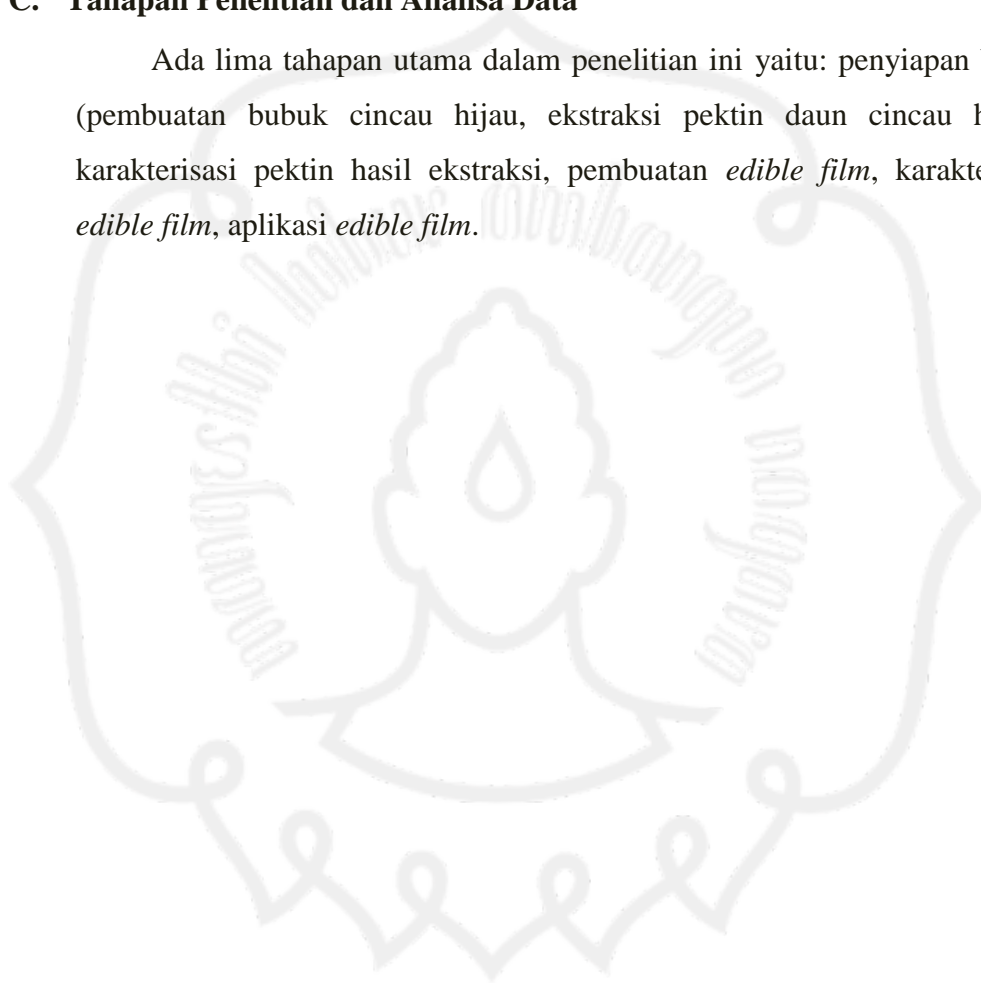 C. Tahapan Penelitian dan Analisa Data
Ada lima tahapan utama dalam penelitian ini yaitu: penyiapan
(pembuatan bubuk cincau hijau, ekstraksi pektin daun cincau
karakterisasi pektin hasil ekstraksi, pembuatan edible film,
edible film, aplikasi edible film.